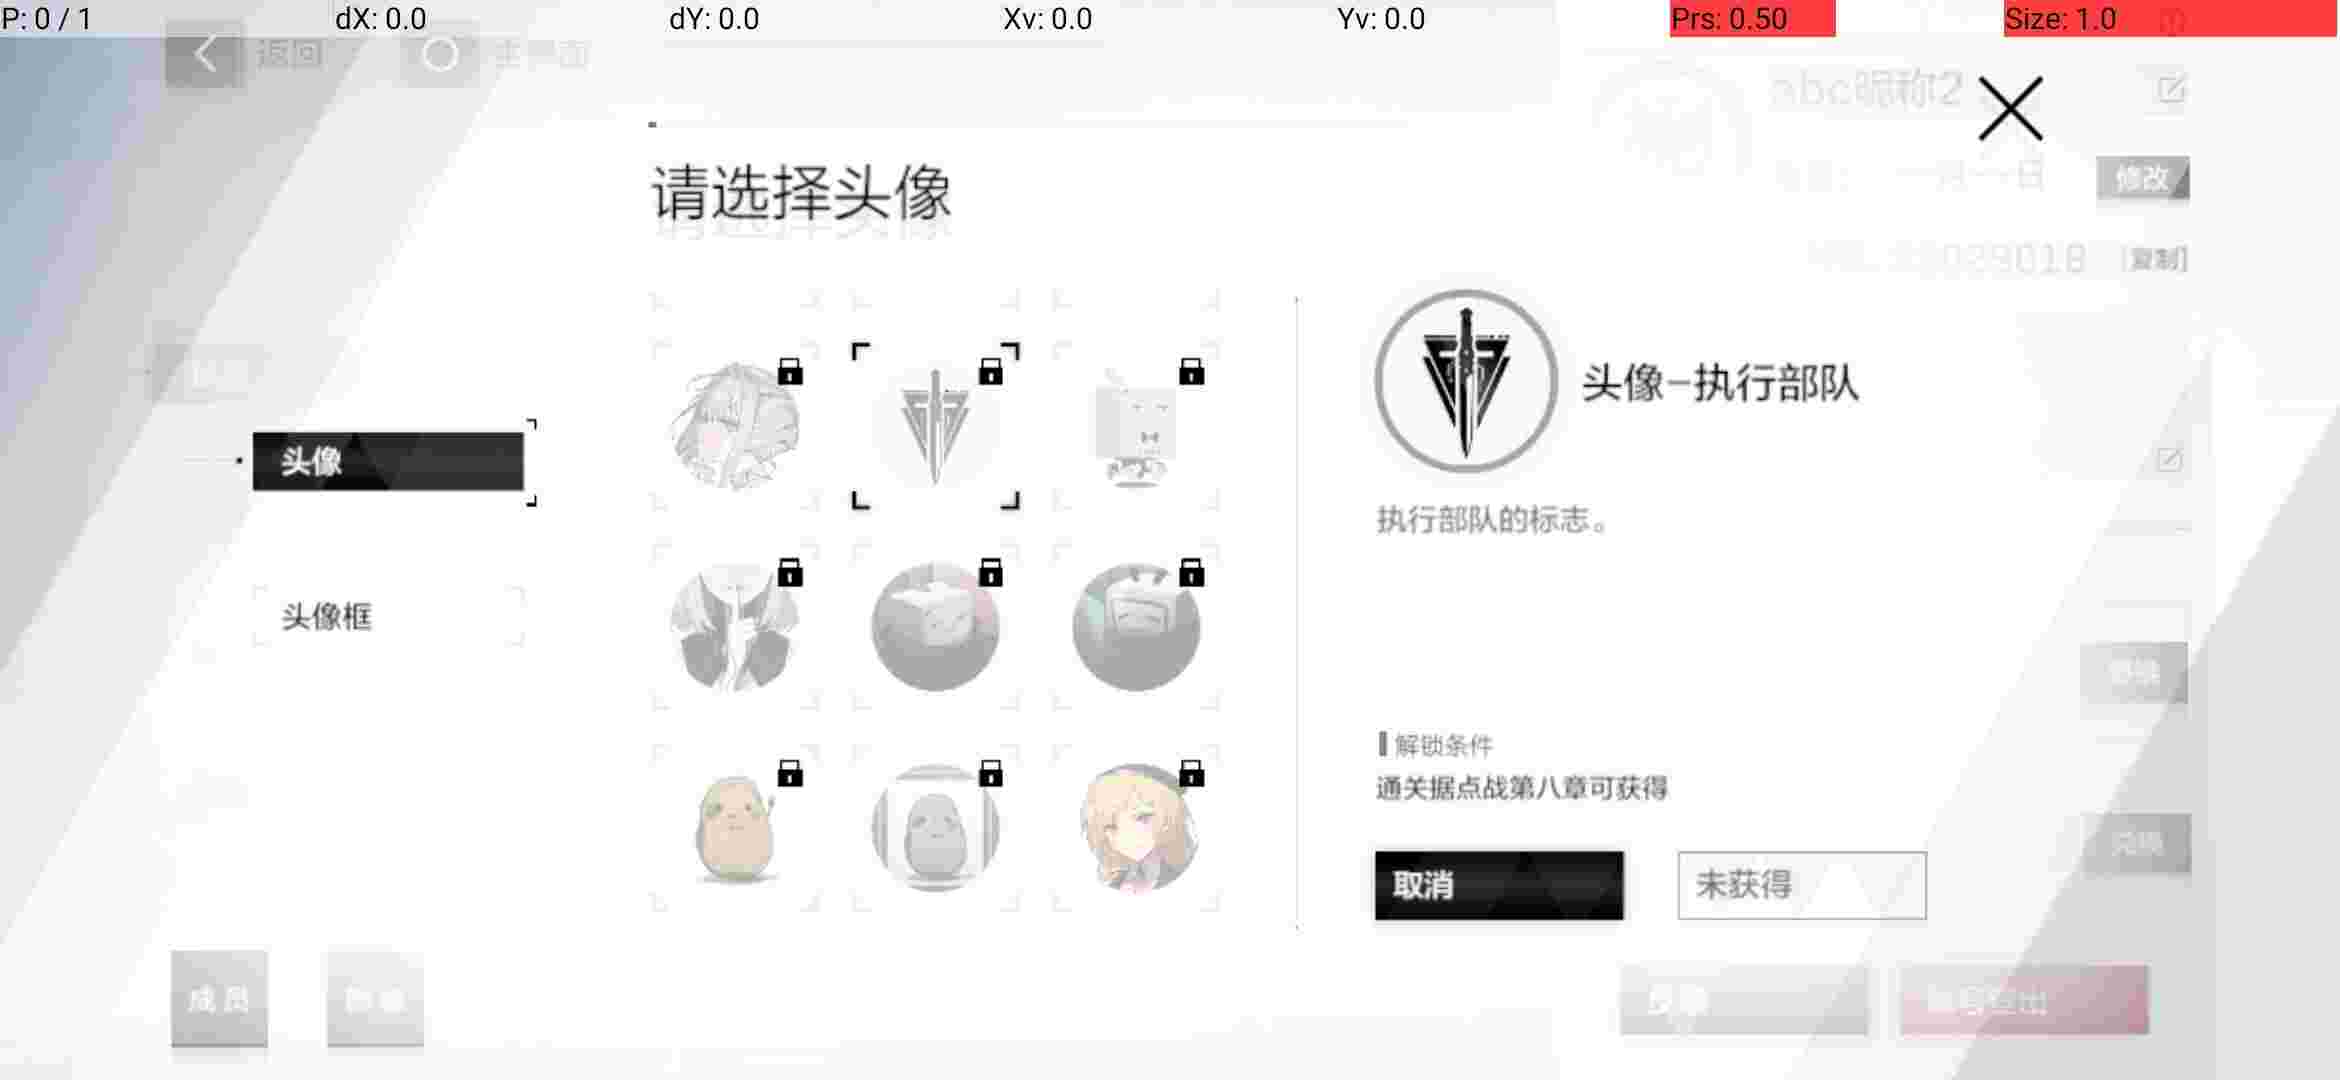 P: 0 / 1
dX: 0.0
dY: 0.0
Xv: 0.0
Yv: 0.0
Prs: 0.50
Size: 1.0
返回
主界面
abc昵称2
修改
[复制]
请选择头像
头像
头像框
头像-执行部队
执行部队的标志。
解锁条件
通关据点战第八章可获得
取消
未获得
成员